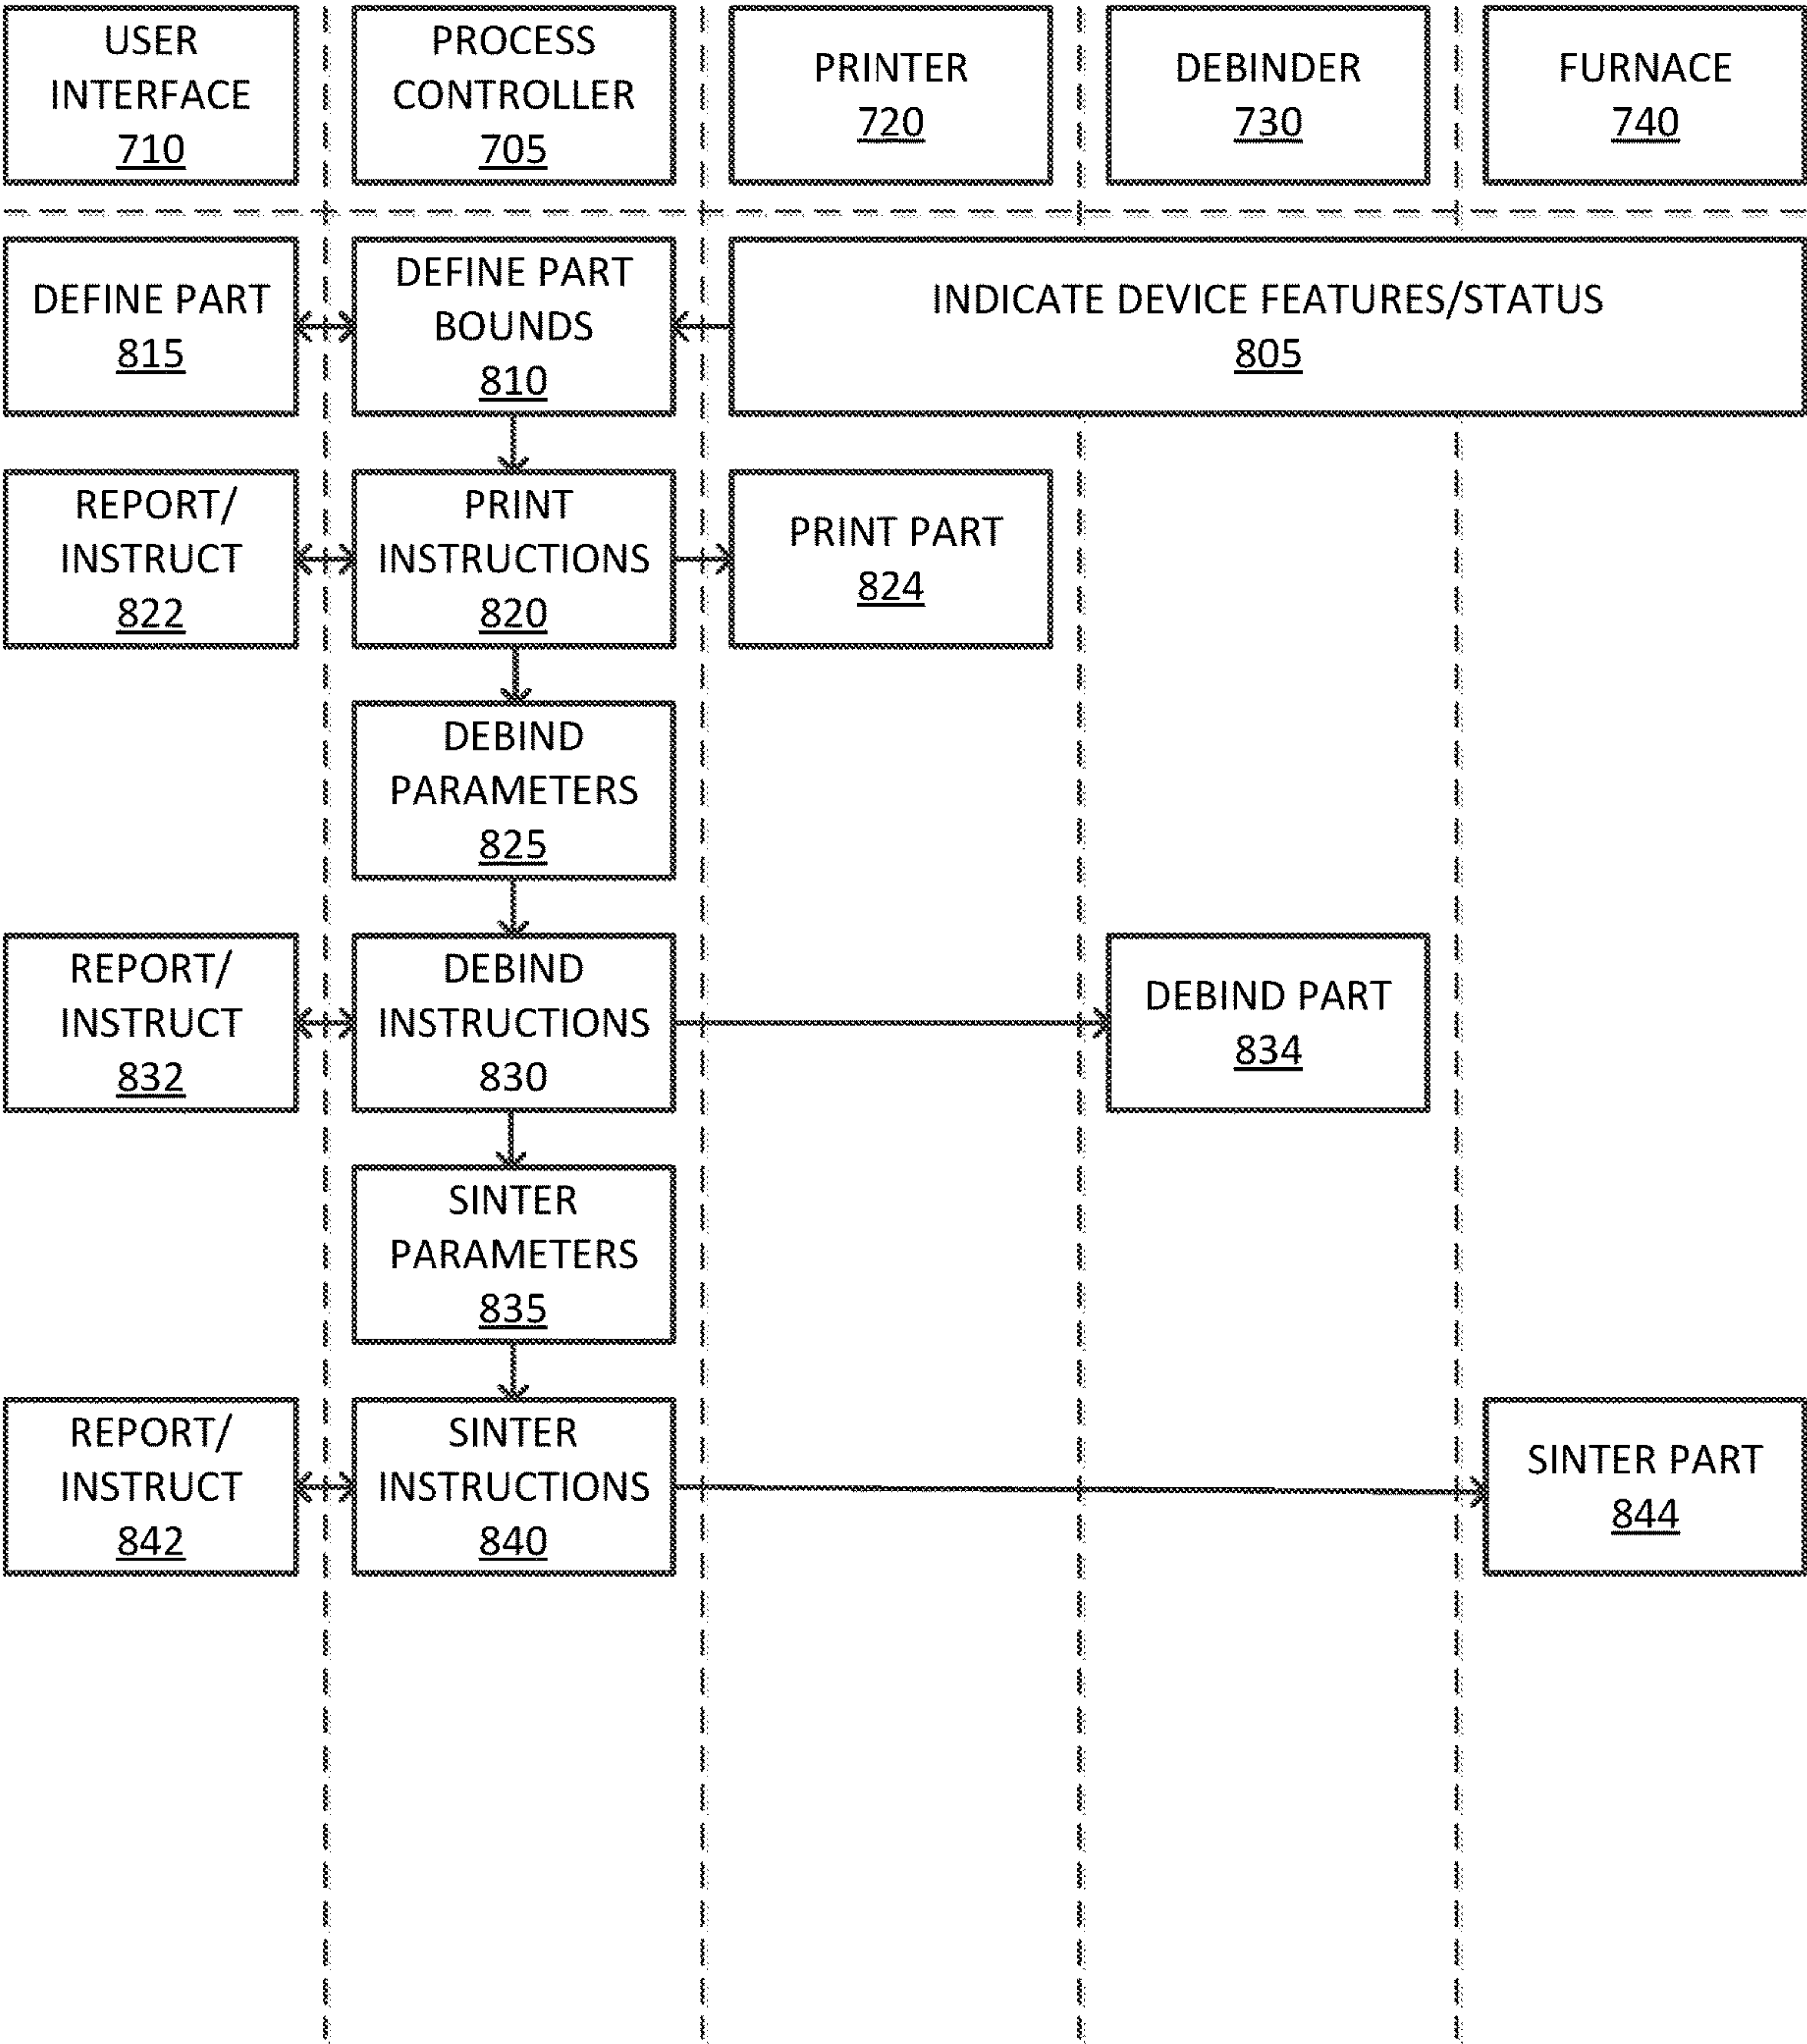 USER
INTERFACE
710
PROCESS
CONTROLLER
705
PRINTER
720
DEBINDER
730
FURNACE
740
DEFINE PART
815
DEFINE PART
BOUNDS
810
INDICATE DEVICE FEATURES/STATUS
805
REPORT/
INSTRUCT
822
PRINT
INSTRUCTIONS
820
PRINT PART
824
DEBIND
PARAMETERS
825
REPORT/
INSTRUCT
832
DEBIND
INSTRUCTIONS
830
DEBIND PART
834
SINTER
PARAMETERS
835
REPORT/
INSTRUCT
842
SINTER
INSTRUCTIONS
840
SINTER PART
844